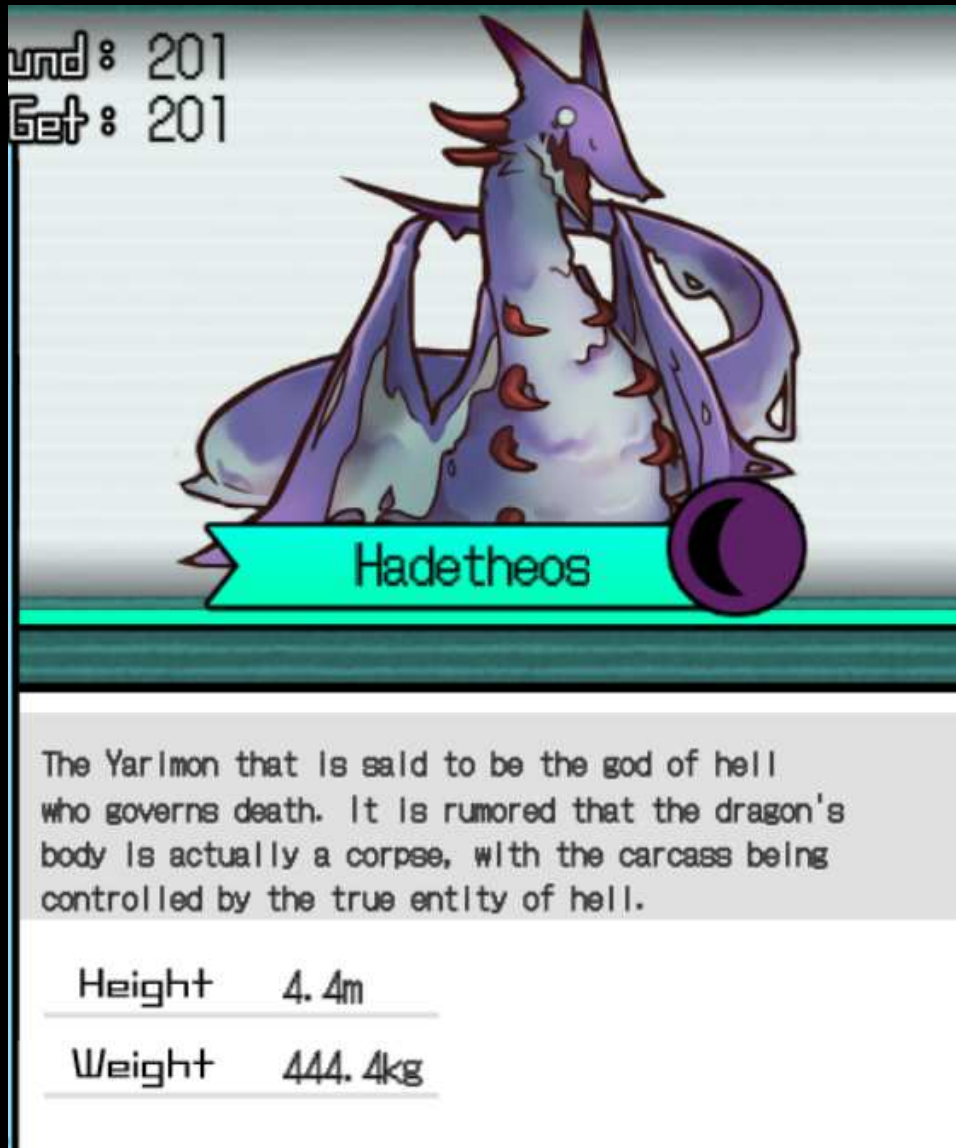 und: 201
Get: 201
Hadetheos
The Yarimon that is said to be the god of hell
who governs death. It is rumored that the dragon's
body is actually a corpse, with the carcass being
controlled by the true entity of hell.
Height 4.4m
Weight 444.4kg